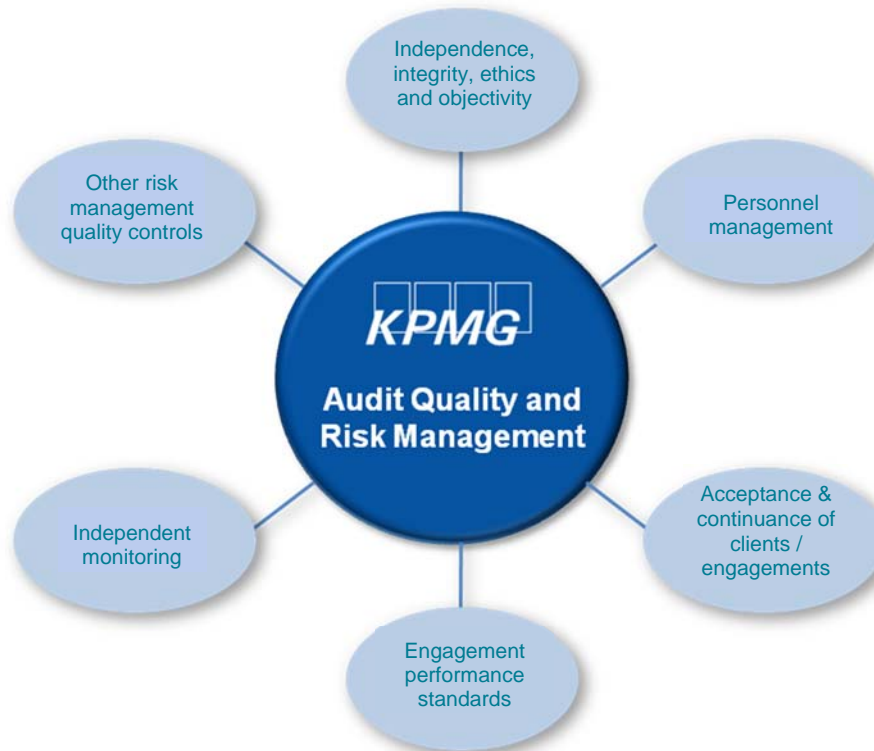 Independence,
integrity, ethics
and objectivity
Other risk
management
quality controls
Personnel
management
KPMG
Audit Quality and
Risk Management
Independent
monitoring
Acceptance &
continuance of
clients /
engagements
Engagement
performance
standards